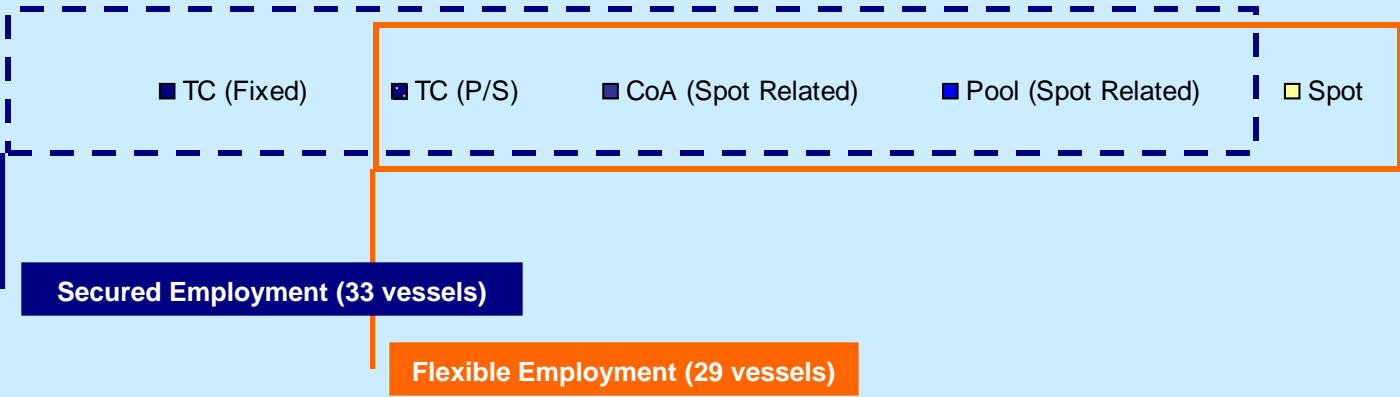 TC (Fixed) TC (P/S) CoA (Spot Related) Pool (Spot Related) Spot
Secured Employment (33 vessels)
Flexible Employment (29 vessels)